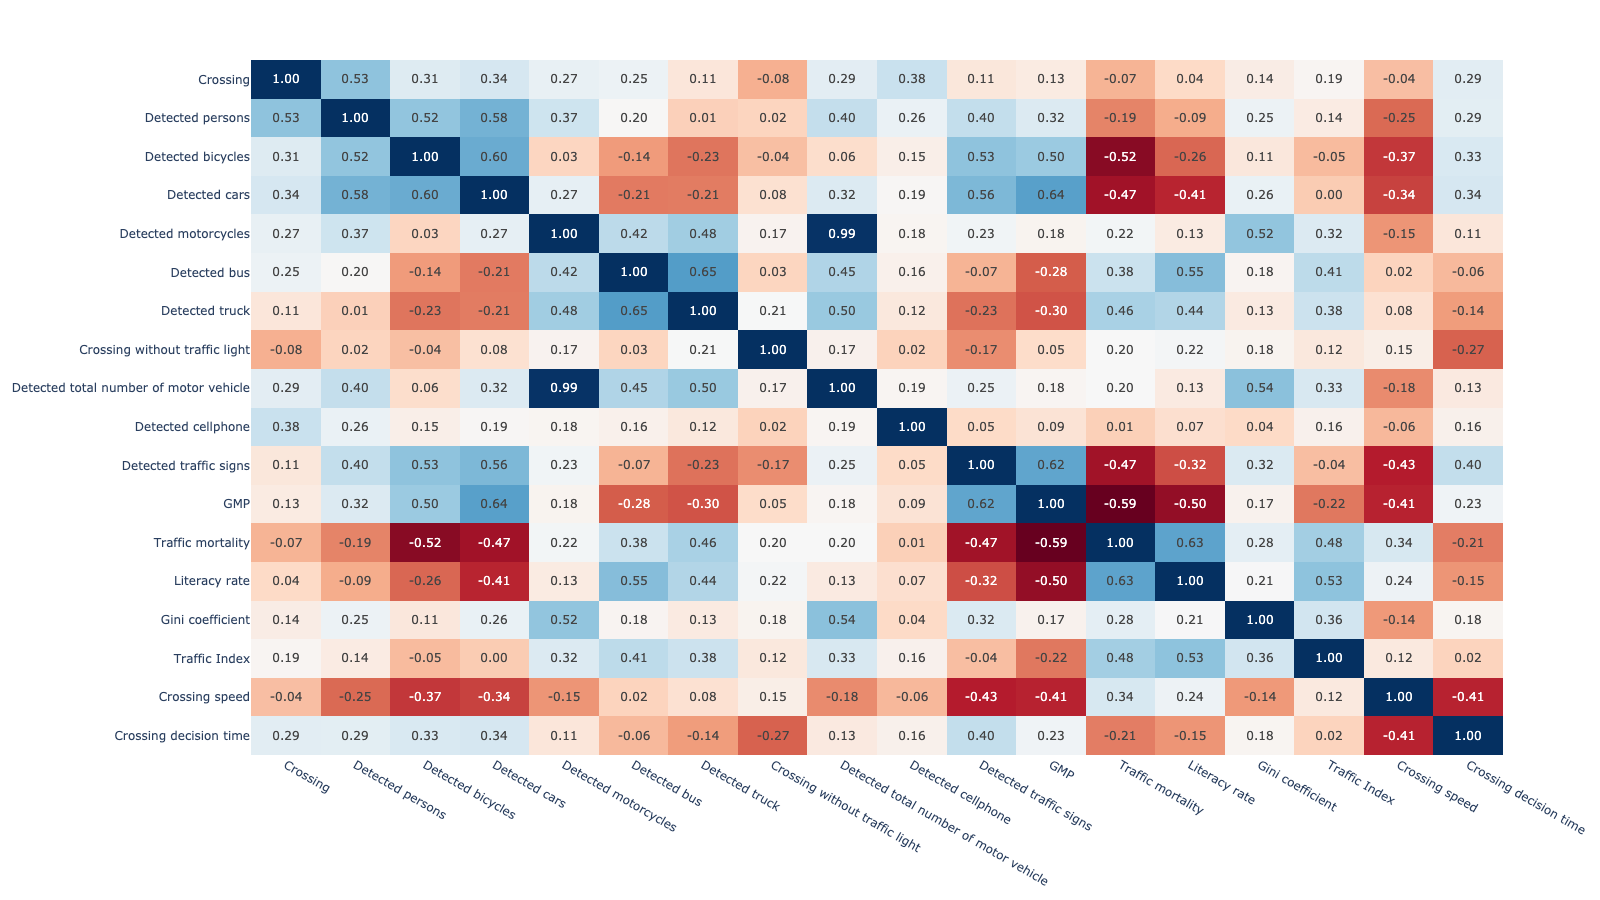 Crossing 1.00 0.53 0.31 0.34 0.27 0.25 0.11 -0.08 0.29 0.38 0.11 0.13 -0.07 0.04 0.14 0.19 -0.04 0.29
Detected persons 0.53 1.00 0.52 0.58 0.37 0.20 0.01 0.02 0.40 0.26 0.40 0.32 -0.19 -0.09 0.25 0.14 -0.25 0.29
Detected bicycles 0.31 0.52 1.00 0.60 0.03 -0.14 -0.23 -0.04 0.06 0.15 0.53 0.50 -0.52 -0.26 0.11 -0.05 -0.37 0.33
Detected cars 0.34 0.58 0.60 1.00 0.27 -0.21 -0.21 0.08 0.32 0.19 0.56 0.64 -0.47 -0.41 0.26 0.00 -0.34 0.34
Detected motorcycles 0.27 0.37 0.03 0.27 1.00 0.42 0.48 0.17 0.99 0.18 0.23 0.18 0.22 0.13 0.52 0.32 -0.15 0.11
Detected bus 0.25 0.20 -0.14 -0.21 0.42 1.00 0.65 0.03 0.45 0.16 -0.07 -0.28 0.38 0.55 0.18 0.41 0.02 -0.06
Detected truck 0.11 0.01 -0.23 -0.21 0.48 0.65 1.00 0.21 0.50 0.12 -0.23 -0.30 0.46 0.44 0.13 0.38 0.08 -0.14
Crossing without traffic light -0.08 0.02 -0.04 0.08 0.17 0.03 0.21 1.00 0.17 0.02 -0.17 0.05 0.20 0.22 0.18 0.12 0.15 -0.27
Detected total number of motor vehicle 0.29 0.40 0.06 0.32 0.99 0.45 0.50 0.17 1.00 0.19 0.25 0.18 0.20 0.13 0.54 0.33 -0.18 0.13
Detected cellphone 0.38 0.26 0.15 0.19 0.18 0.16 0.12 0.02 0.19 1.00 0.05 0.09 0.01 0.07 0.04 0.16 -0.06 0.16
Detected traffic signs 0.11 0.40 0.53 0.56 0.23 -0.07 -0.23 -0.17 0.25 0.05 1.00 0.62 -0.47 -0.32 0.32 -0.04 -0.43 0.40
GMP 0.13 0.32 0.50 0.64 0.18 -0.28 -0.30 0.05 0.18 0.09 0.62 1.00 -0.59 -0.50 0.17 -0.22 -0.41 0.23
Traffic mortality -0.07 -0.19 -0.52 -0.47 0.22 0.38 0.46 0.20 0.20 0.01 -0.47 -0.59 1.00 0.63 0.28 0.48 0.34 -0.21
Literacy rate 0.04 -0.09 -0.26 -0.41 0.13 0.55 0.44 0.22 0.13 0.07 -0.32 -0.50 0.63 1.00 0.21 0.53 0.24 -0.15
Gini coefficient 0.14 0.25 0.11 0.26 0.52 0.18 0.13 0.18 0.54 0.04 0.32 0.17 0.28 0.21 1.00 0.36 -0.14 0.18
Traffic Index 0.19 0.14 -0.05 0.00 0.32 0.41 0.38 0.12 0.33 0.16 -0.04 -0.22 0.48 0.53 0.36 1.00 0.12 0.02
Crossing speed -0.04 -0.25 -0.37 -0.34 -0.15 0.02 0.08 0.15 -0.18 -0.06 -0.43 -0.41 0.34 0.24 -0.14 0.12 1.00 -0.41
Crossing decision time 0.29 0.29 0.33 0.34 0.11 -0.06 -0.14 -0.27 0.13 0.16 0.40 0.23 -0.21 -0.15 0.18 0.02 -0.41 1.00
Crossing
Detected persons
Detected bicycles
Detected cars
Detected motorcycles
Detected bus
Detected truck
Crossing without traffic light
Detected total number of motor vehicle
Detected cellphone
Detected traffic signs
GMP
Traffic mortality
Literacy rate
Gini coefficient
Traffic Index
Crossing speed
Crossing decision time